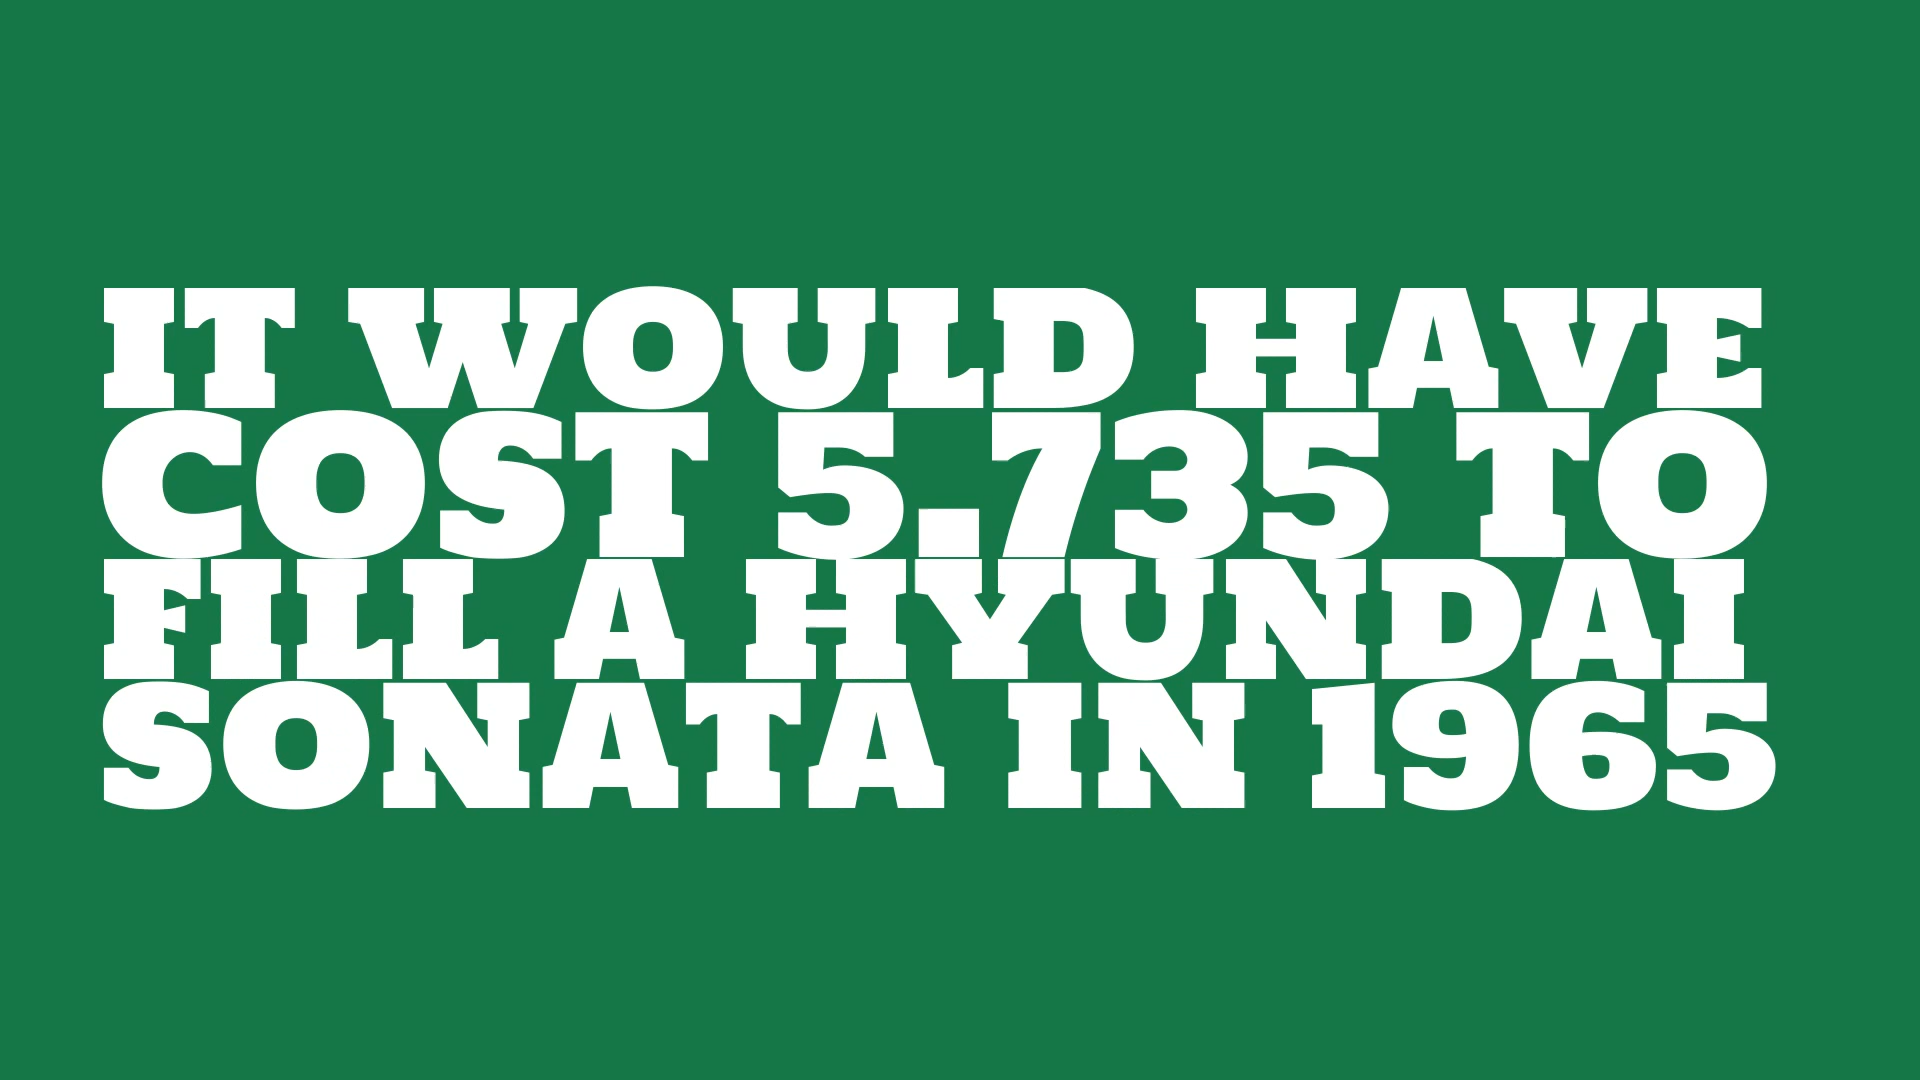 IT WOULD HAVE
COST 5.735 TO
FILL A HYUNDAI
SONATA IN 1965